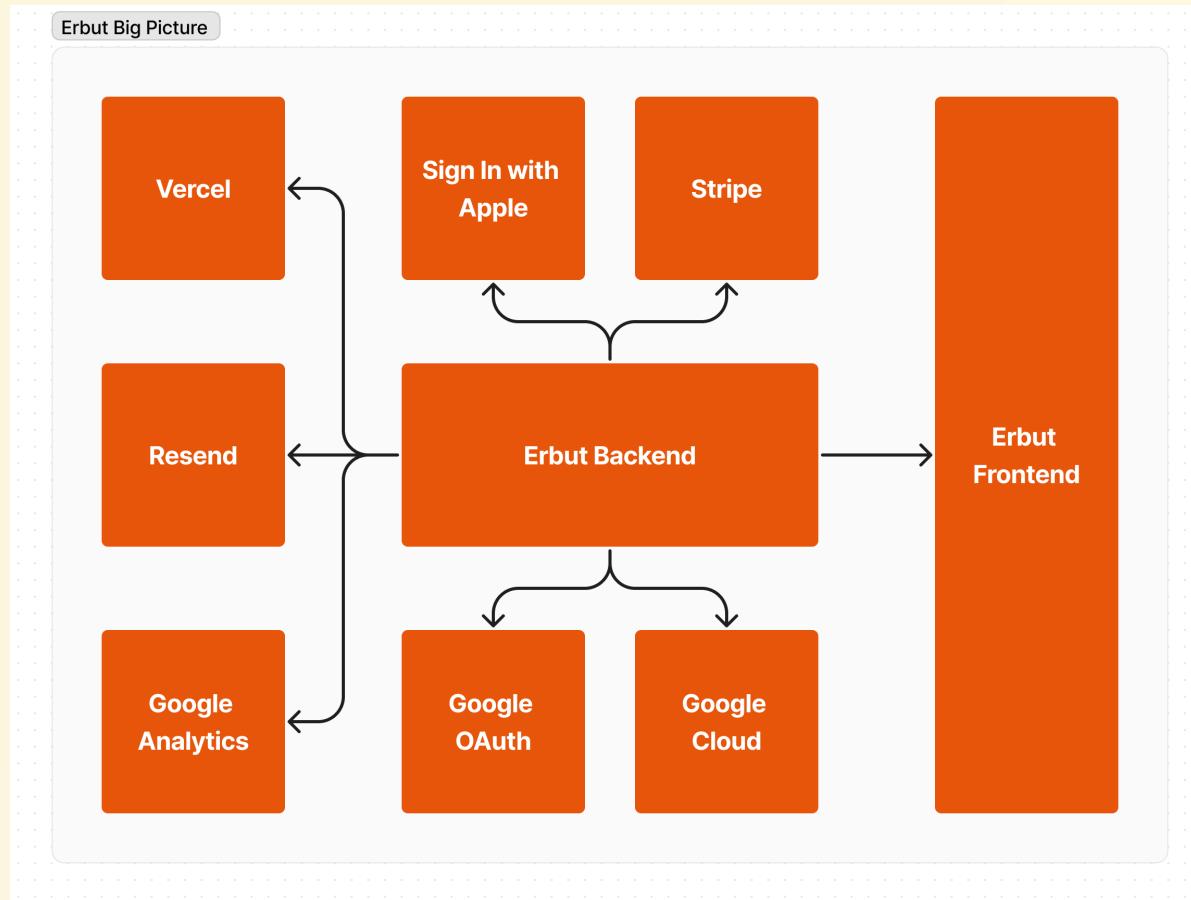 Erbut Big Picture
Vercel
Sign In with
Apple
Stripe
Resend
Erbut Backend
Erbut
Frontend
Google
Analytics
Google
OAuth
Google
Cloud